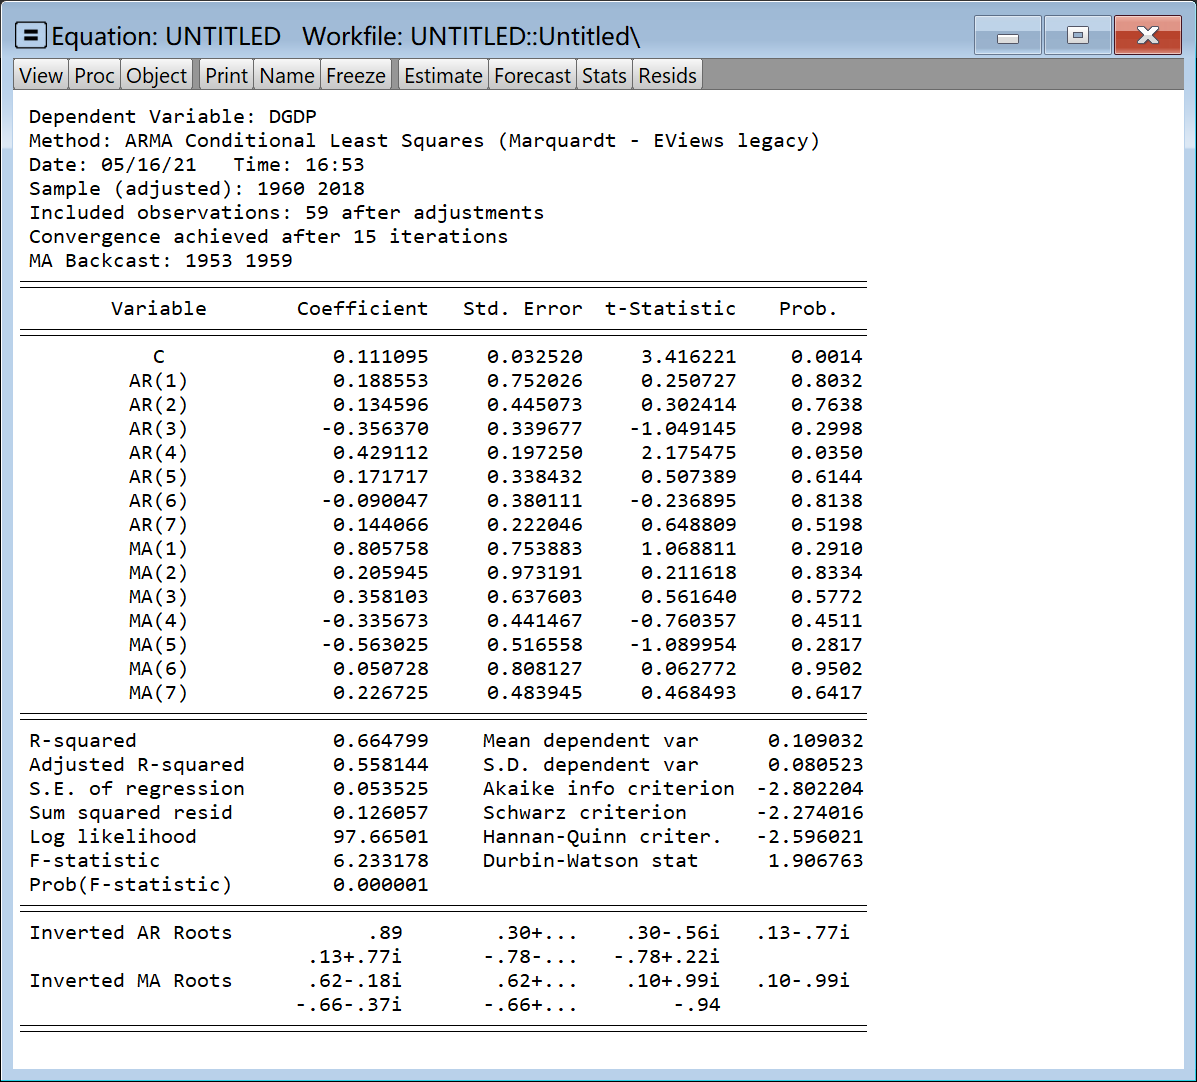 Equation: UNTITLED Workfile: UNTITLED::Untitled\
View Proc Object Print Name Freeze Estimate Forecast Stats Resids
Dependent Variable: DGDP
Method: ARMA Conditional Least Squares (Marquardt - EViews legacy)
Date: 05/16/21 Time: 16:53
Sample (adjusted): 1960 2018
Included observations: 59 after adjustments
Convergence achieved after 15 iterations
MA Backcast: 1953 1959
Variable Coefficient Std. Error t-Statistic Prob.
C 0.111095 0.032520 3.416221 0.0014
AR(1) 0.188553 0.752026 0.250727 0.8032
AR(2) 0.134596 0.445073 0.302414 0.7638
AR(3) -0.356370 0.339677 -1.049145 0.2998
AR(4) 0.429112 0.197250 2.175475 0.0350
AR(5) 0.171717 0.338432 0.507389 0.6144
AR(6) -0.090047 0.380111 -0.236895 0.8138
AR(7) 0.144066 0.222046 0.648809 0.5198
MA(1) 0.805758 0.753883 1.068811 0.2910
MA(2) 0.205945 0.973191 0.211618 0.8334
MA(3) 0.358103 0.637603 0.561640 0.5772
MA(4) -0.335673 0.441467 -0.760357 0.4511
MA(5) -0.563025 0.516558 -1.089954 0.2817
MA(6) 0.050728 0.808127 0.062772 0.9502
MA(7) 0.226725 0.483945 0.468493 0.6417
R-squared 0.664799 Mean dependent var 0.109032
Adjusted R-squared 0.558144 S.D. dependent var 0.080523
S.E. of regression 0.053525 Akaike info criterion -2.802204
Sum squared resid 0.126057 Schwarz criterion -2.274016
Log likelihood 97.66501 Hannan-Quinn criter. -2.596021
F-statistic 6.233178 Durbin-Watson stat 1.906763
Prob(F-statistic) 0.000001
Inverted AR Roots .89 .30+... .30-.56i .13-.77i
.13+.77i -.78-... -.78+.22i
Inverted MA Roots .62-.18i .62+... .10+.99i .10-.99i
-.66-.37i -.66+... -.94